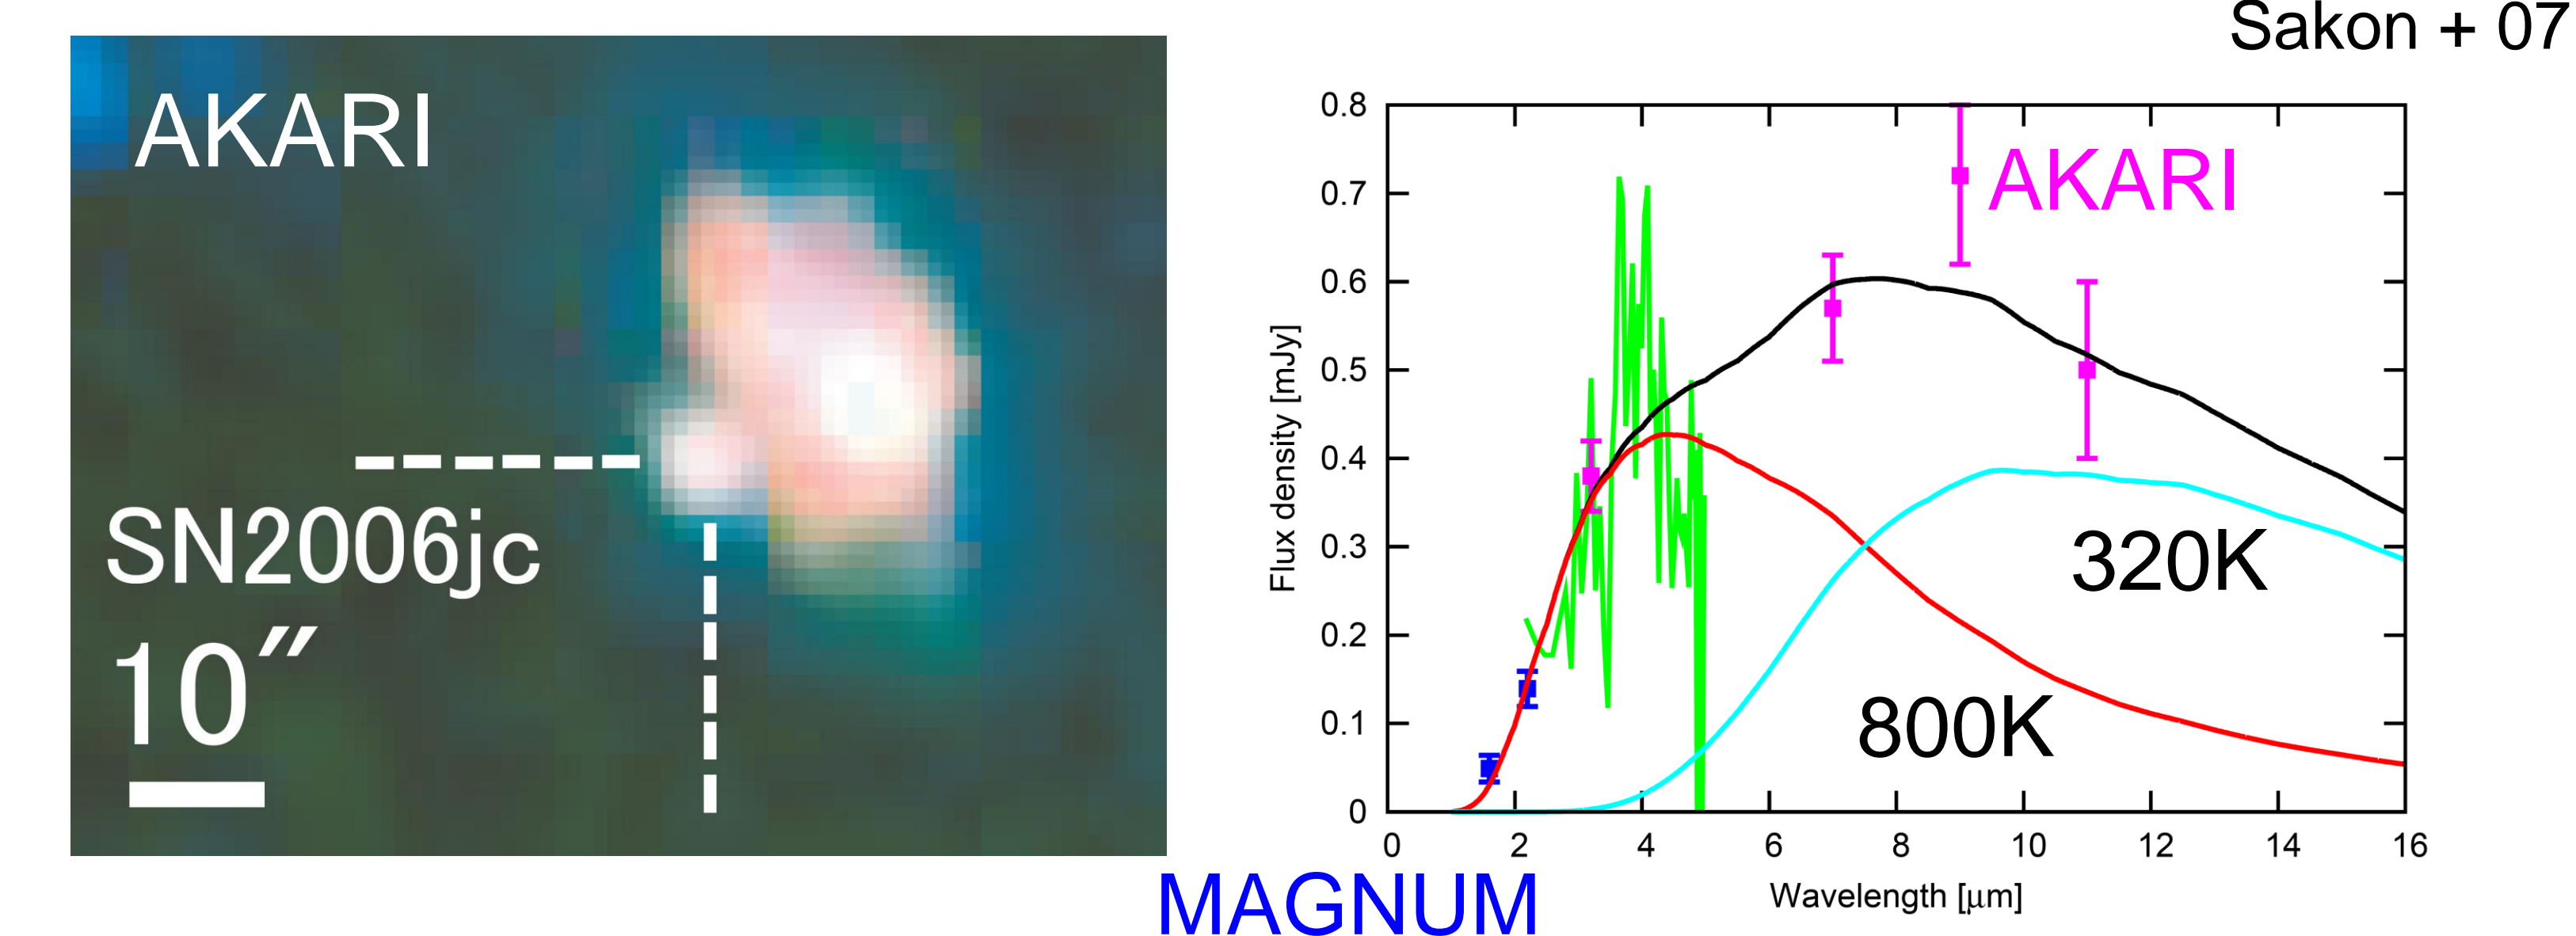 Sakon + 07
AKARI
SN2006jc
10″
0.8
0.7
0.6
0.5
0.4
0.3
0.2
0.1
0
Flux density [mJy]
AKARI
320K
800K
0 2 4 6 8 10 12 14 16
Wavelength [μm]
MAGNUM